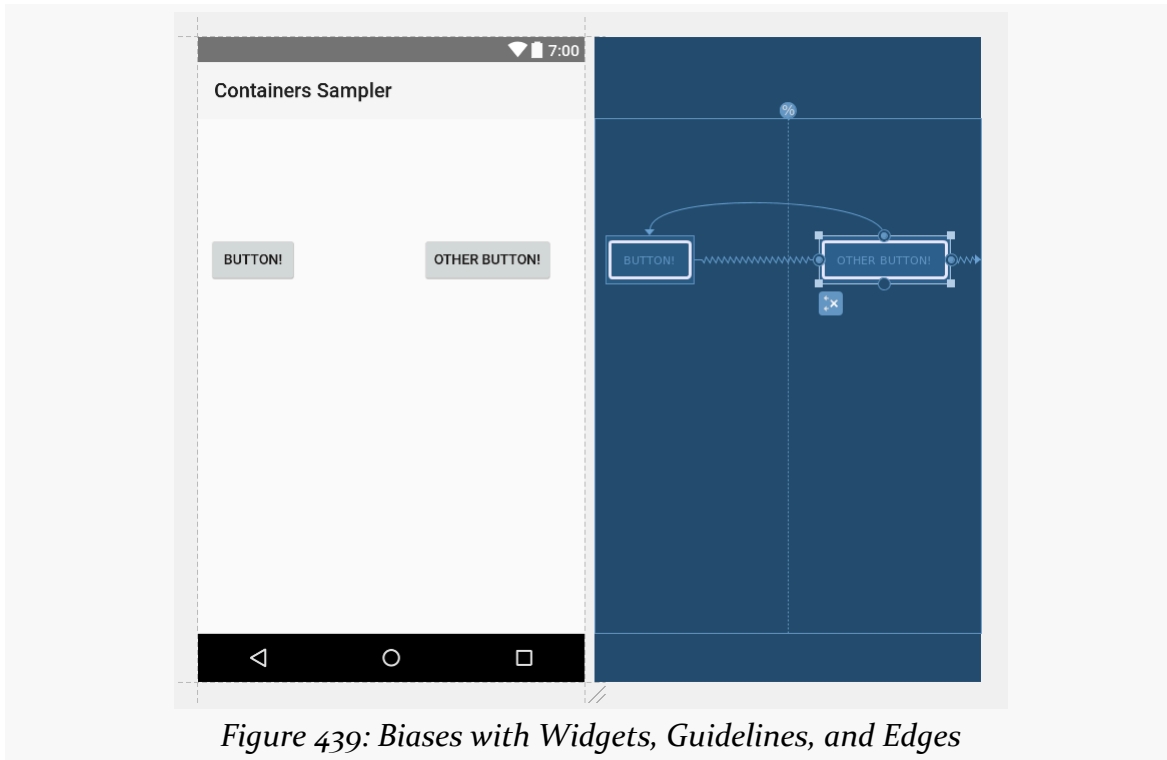 7:00
Containers Sampler
%
BUTTON! OTHER BUTTON!
BUTTON! OTHER BUTTON!
Figure 439: Biases with Widgets, Guidelines, and Edges